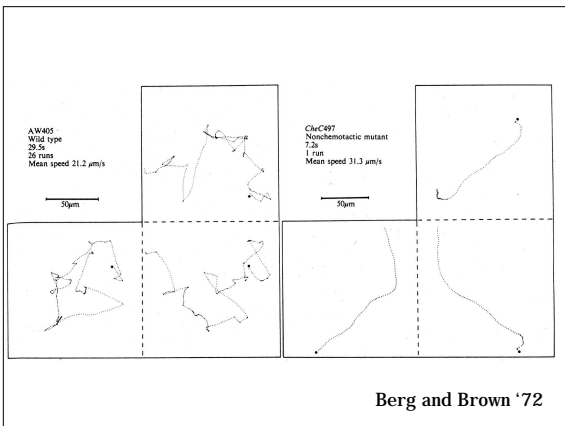 AW405
Wild type
29.5s
26 runs
Mean speed 21.2 μm/s
50μm
CheC497
Nonchemotactic mutant
7.2s
1 run
Mean speed 31.3 μm/s
50μm
Berg and Brown ‘72